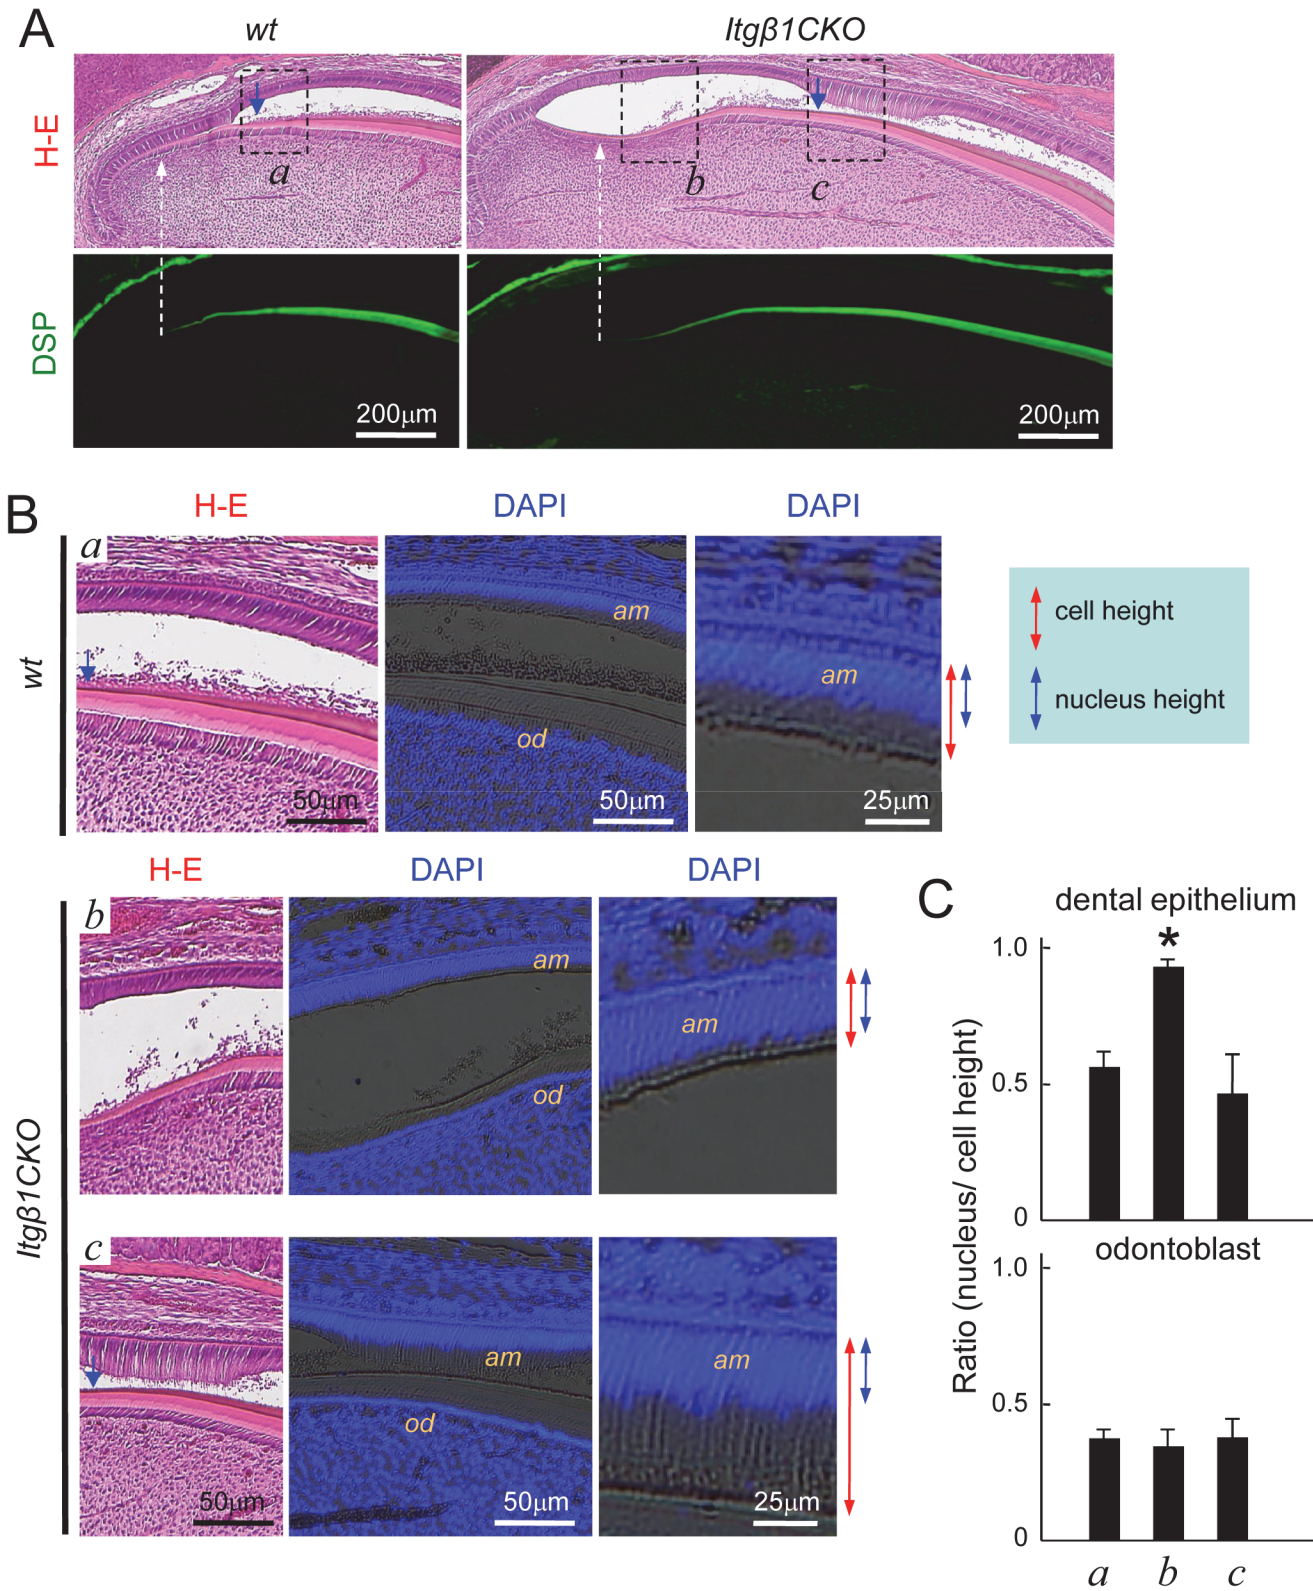 A
wt
Itgβ1CKO
H-E
a
b
c
DSP
200μm
200μm
B
H-E
DAPI
DAPI
wt
a
am
od
am
50μm
50μm
25μm
cell height
nucleus height
H-E
DAPI
DAPI
Itgβ1CKO
b
am
od
am
c
am
od
am
50μm
50μm
25μm
C
dental epithelium
*
1.0
0.5
0
Ratio (nucleus/ cell height)
odontoblast
1.0
0.5
0
a b c